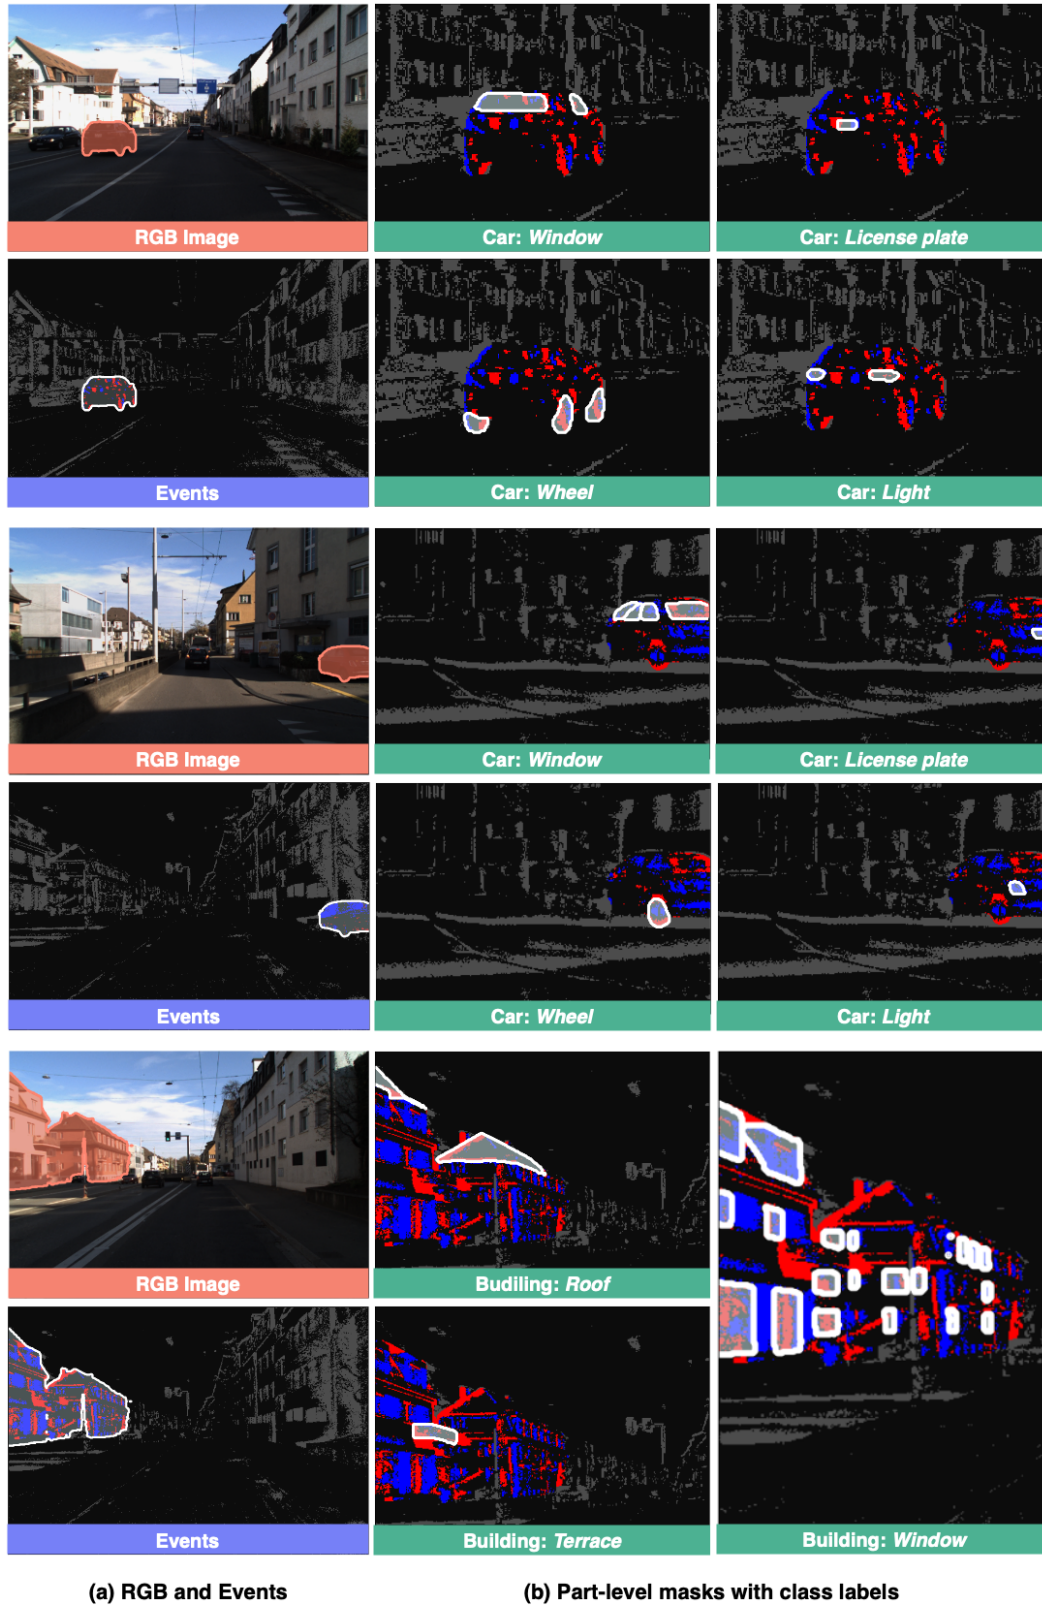 RGB Image
Car: Window
Car: License plate
Events
Car: Wheel
Car: Light
RGB Image
Car: Window
Car: License plate
Events
Car: Wheel
Car: Light
RGB Image
Budiling: Roof
Events
Building: Terrace
Building: Window
(a) RGB and Events
(b) Part-level masks with class labels